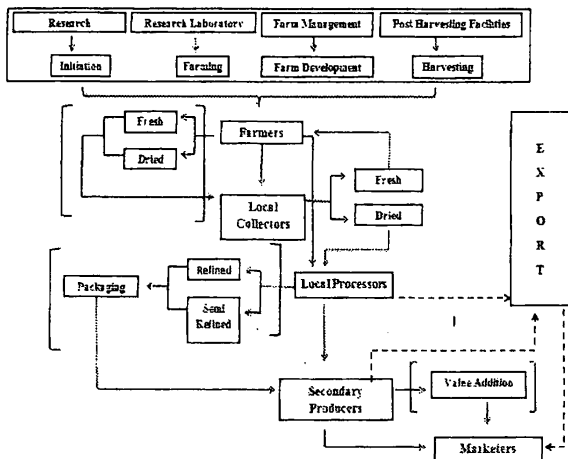 Research
Research Laboratory
Farm Management
Post Harvesting Facilities
Initiation
Farming
Farm Development
Harvesting
Fresh
Dried
Farmers
Local
Collectors
Fresh
Dried
E
X
P
O
R
T
Packaging
Refined
Semi
Refined
Local Processors
Secondary
Producers
Value Addition
Marketers